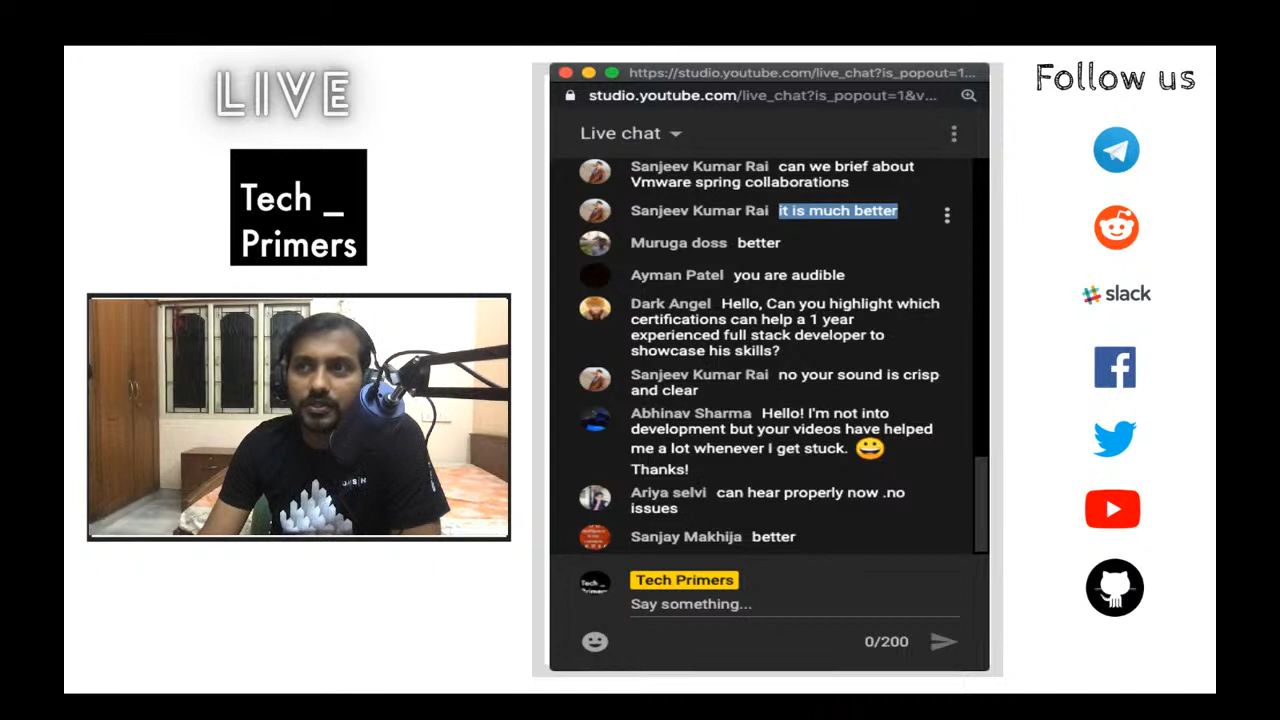 LIVE
Tech _
Primers
https://studio.youtube.com/live_chat?is_popout=1...
studio.youtube.com/live_chat?is_popout=1&v...
Live chat
Sanjeev Kumar Rai can we brief about
Vmware spring collaborations
Sanjeev Kumar Rai it is much better
Muruga doss better
Ayman Patel you are audible
Dark Angel Hello, Can you highlight which
certifications can help a 1 year
experienced full stack developer to
showcase his skills?
Sanjeev Kumar Rai no your sound is crisp
and clear
Abhinav Sharma Hello! I'm not into
development but your videos have helped
me a lot whenever I get stuck. 😀
Thanks!
Ariya selvi can hear properly now .no
issues
Sanjay Makhija better
Tech _
Primers
Tech Primers
Say something...
0/200
Follow us
slack